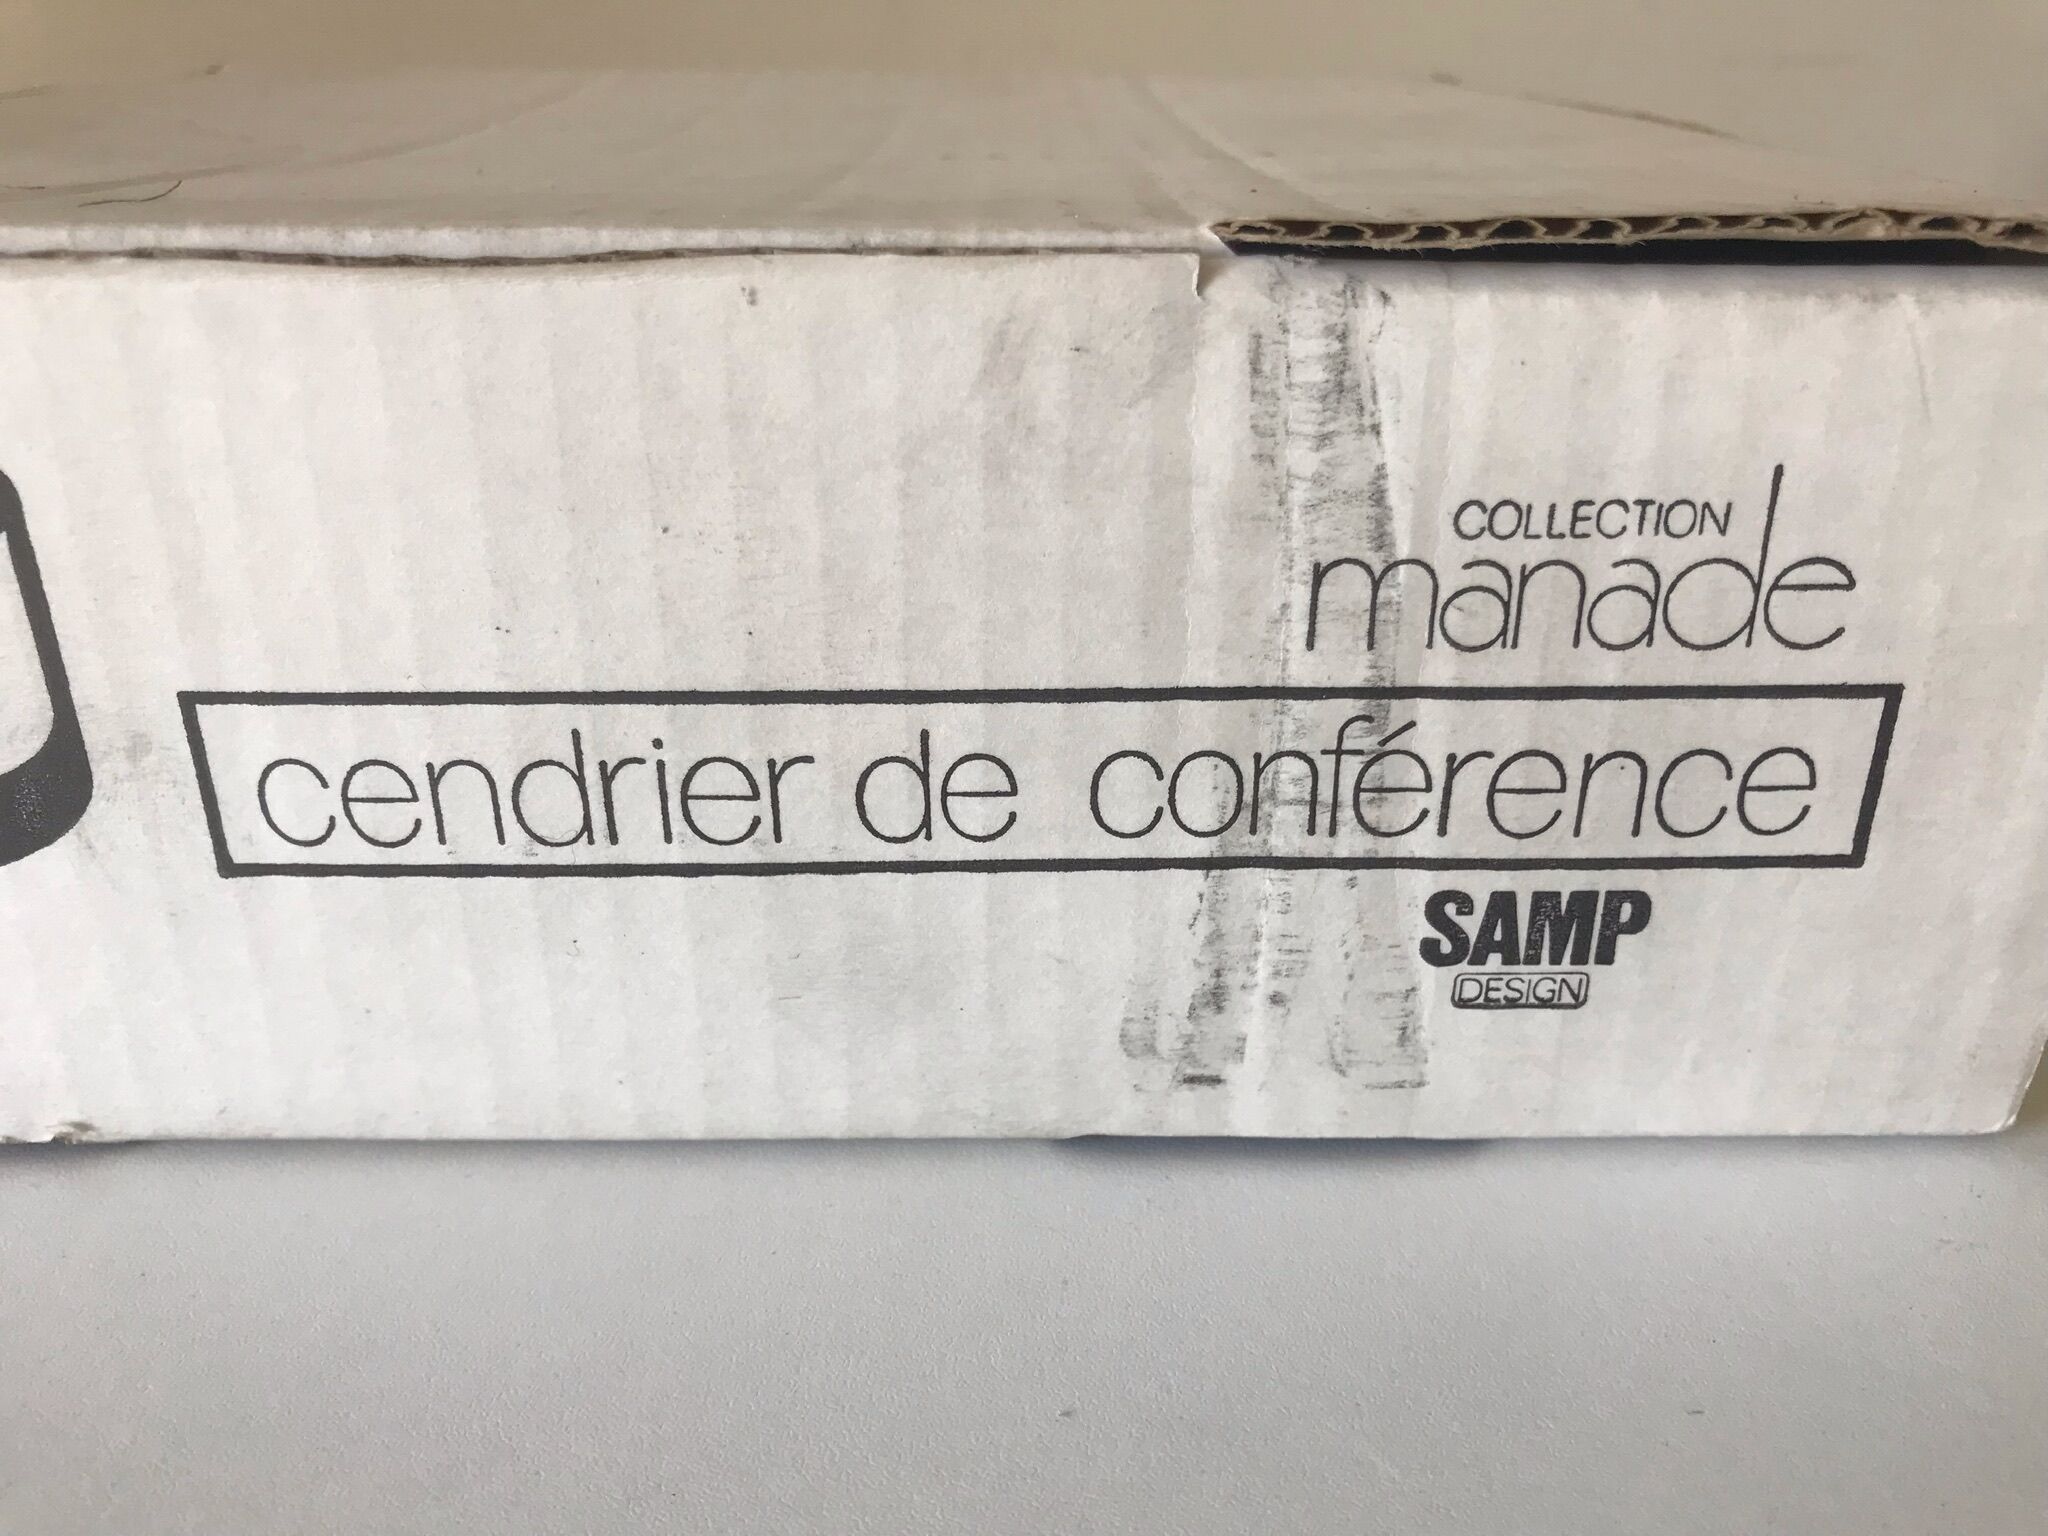 COLLECTION
manade
cendrier de conférence
SAMP
DESIGN